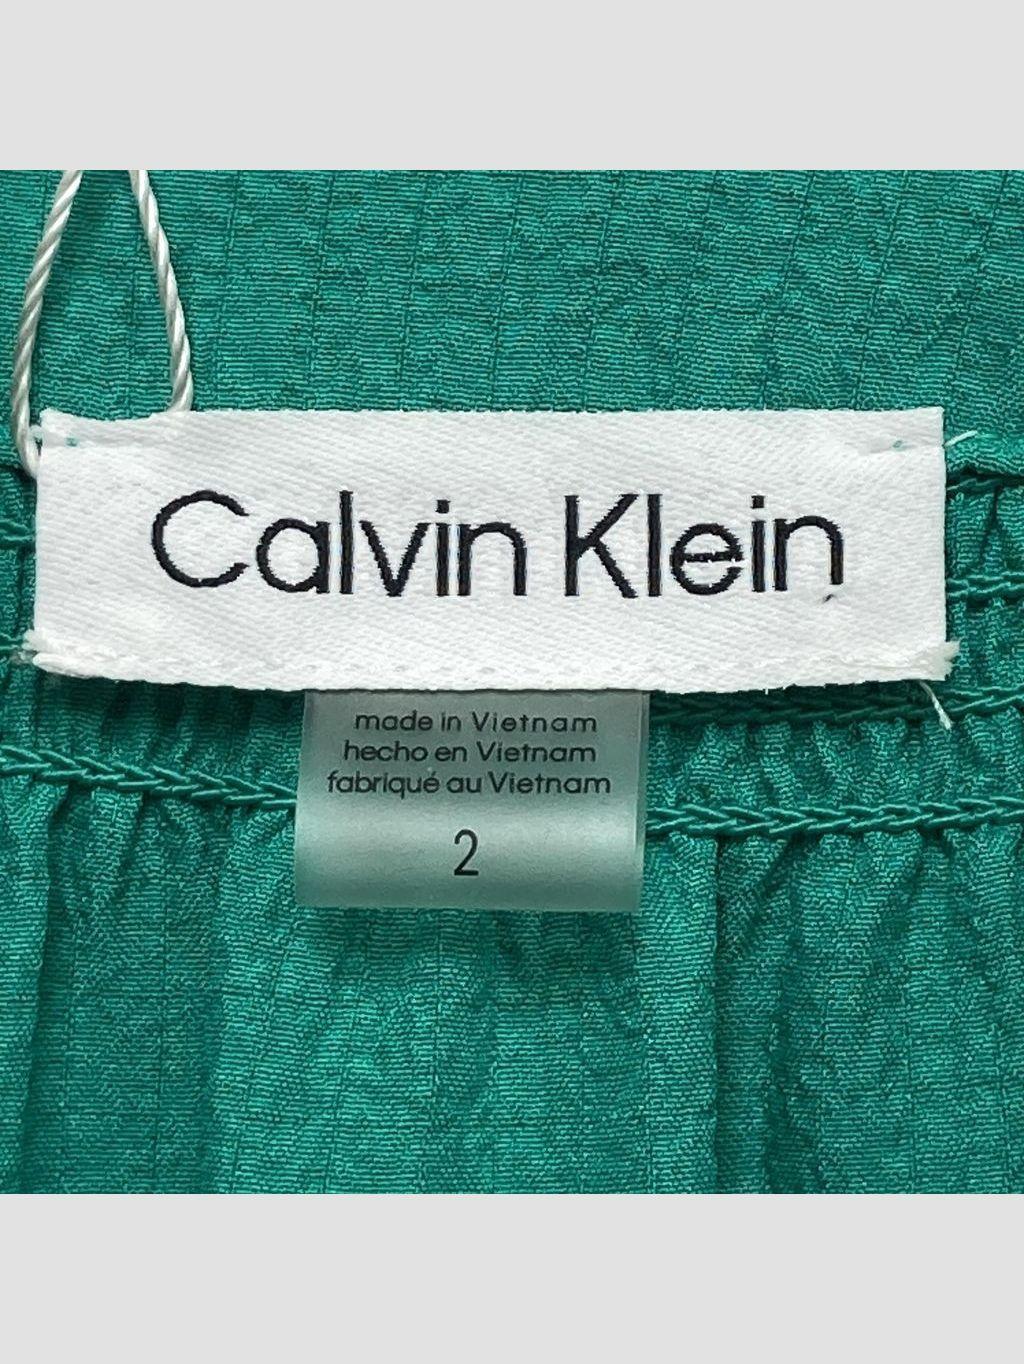 Calvin Klein
made in Vietnam
hecho en Vietnam
fabriqué au Vietnam
2